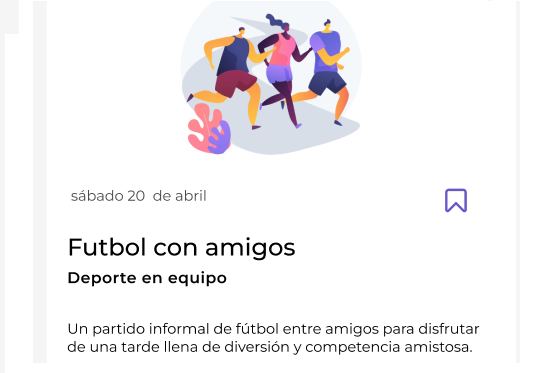 sábado 20 de abril
Futbol con amigos
Deporte en equipo
Un partido informal de fútbol entre amigos para disfrutar
de una tarde llena de diversión y competencia amistosa.